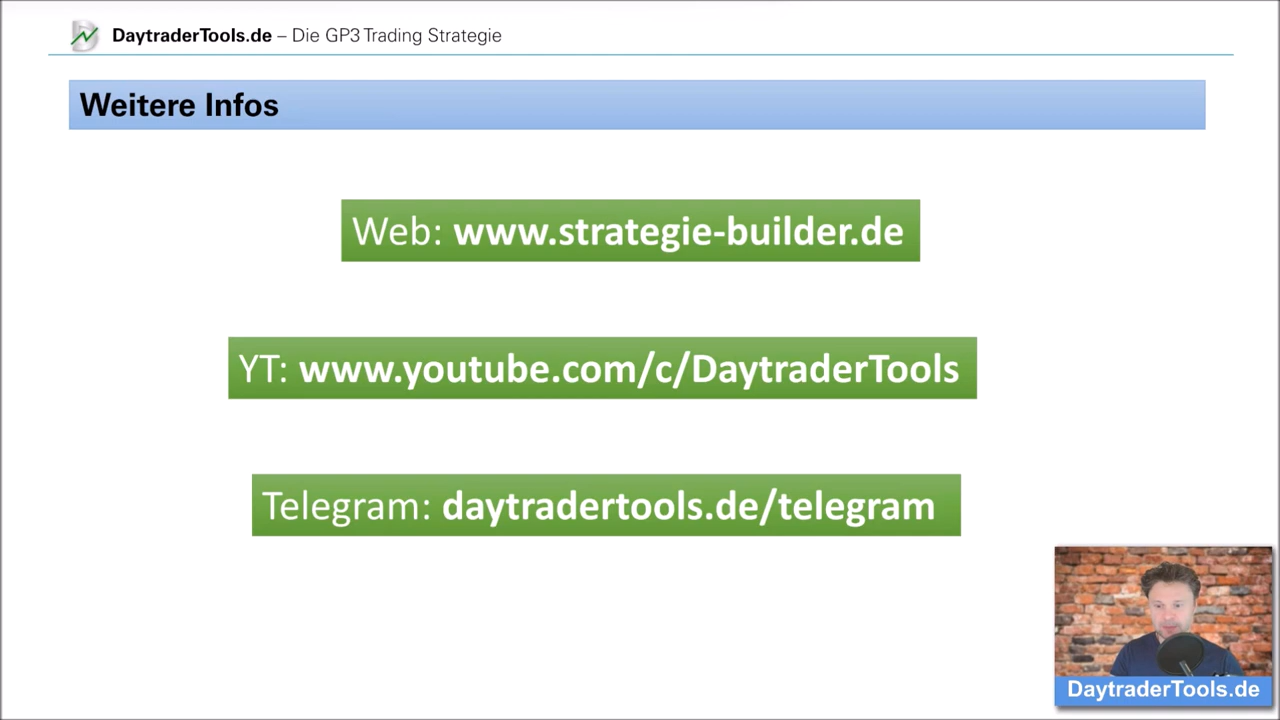 DaytraderTools.de – Die GP3 Trading Strategie
Weitere Infos
Web: www.strategie-builder.de
YT: www.youtube.com/c/DaytraderTools
Telegram: daytradertools.de/telegram
DaytraderTools.de